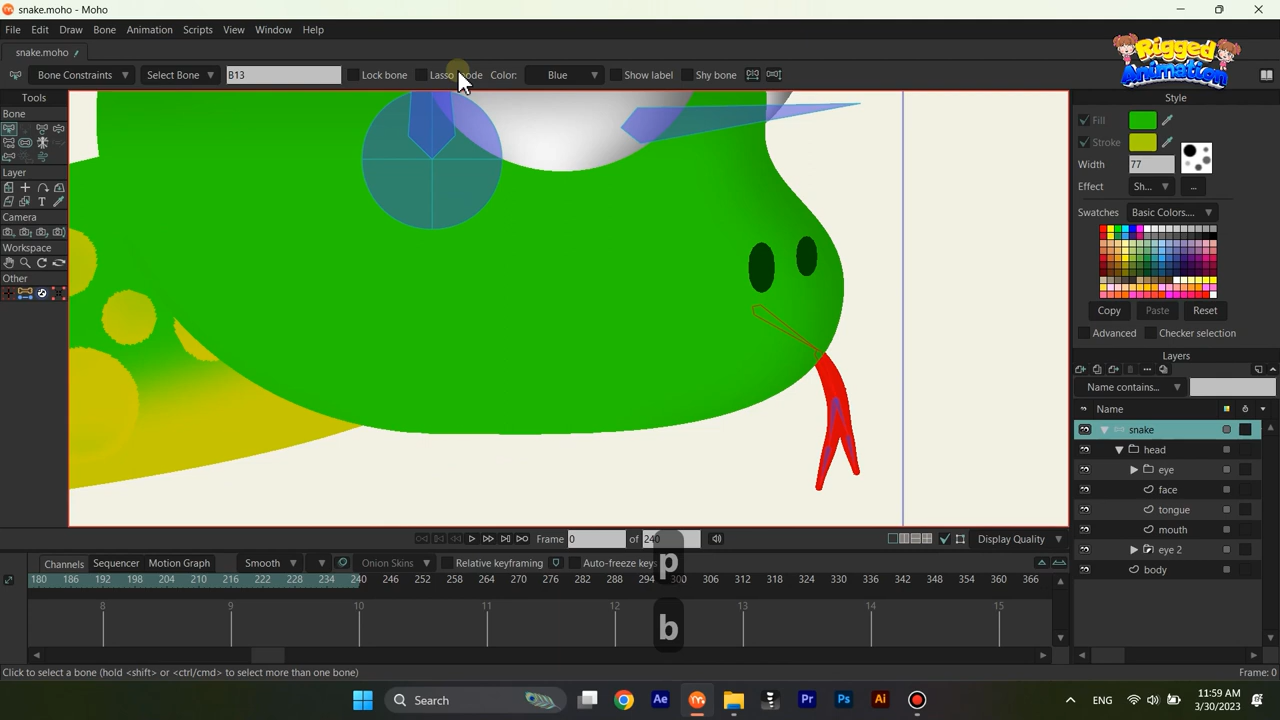 snake.moho - Moho
File Edit Draw Bone Animation Scripts View Window Help
snake.moho
Rigged Animation
Bone Constraints Select Bone B13 Lock bone Lasso mode Color: Blue Show label Shy bone
Tools
Bone
Layer
Camera
Workspace
Other
Style
Fill
Stroke
Width 77
Effect Sh... ...
Swatches Basic Colors....
Copy Paste Reset
Advanced Checker selection
Layers
Name contains...
Name
snake
head
eye
face
tongue
mouth
eye 2
body
Frame 0 of 240 Display Quality
p
b
Channels Sequencer Motion Graph Smooth Onion Skins Relative keyframing Auto-freeze keys
180 186 192 198 204 210 216 222 228 234 240 246 252 258 264 270 276 282 288 294 300 306 312 318 324 330 336 342 348 354 360
8 9 10 11 12 13 14 15
Click to select a bone (hold <shift> or <ctrl/cmd> to select more than one bone) Frame: 0
Search Ae Pr Ps Ai ENG 11:59 AM
3/30/2023